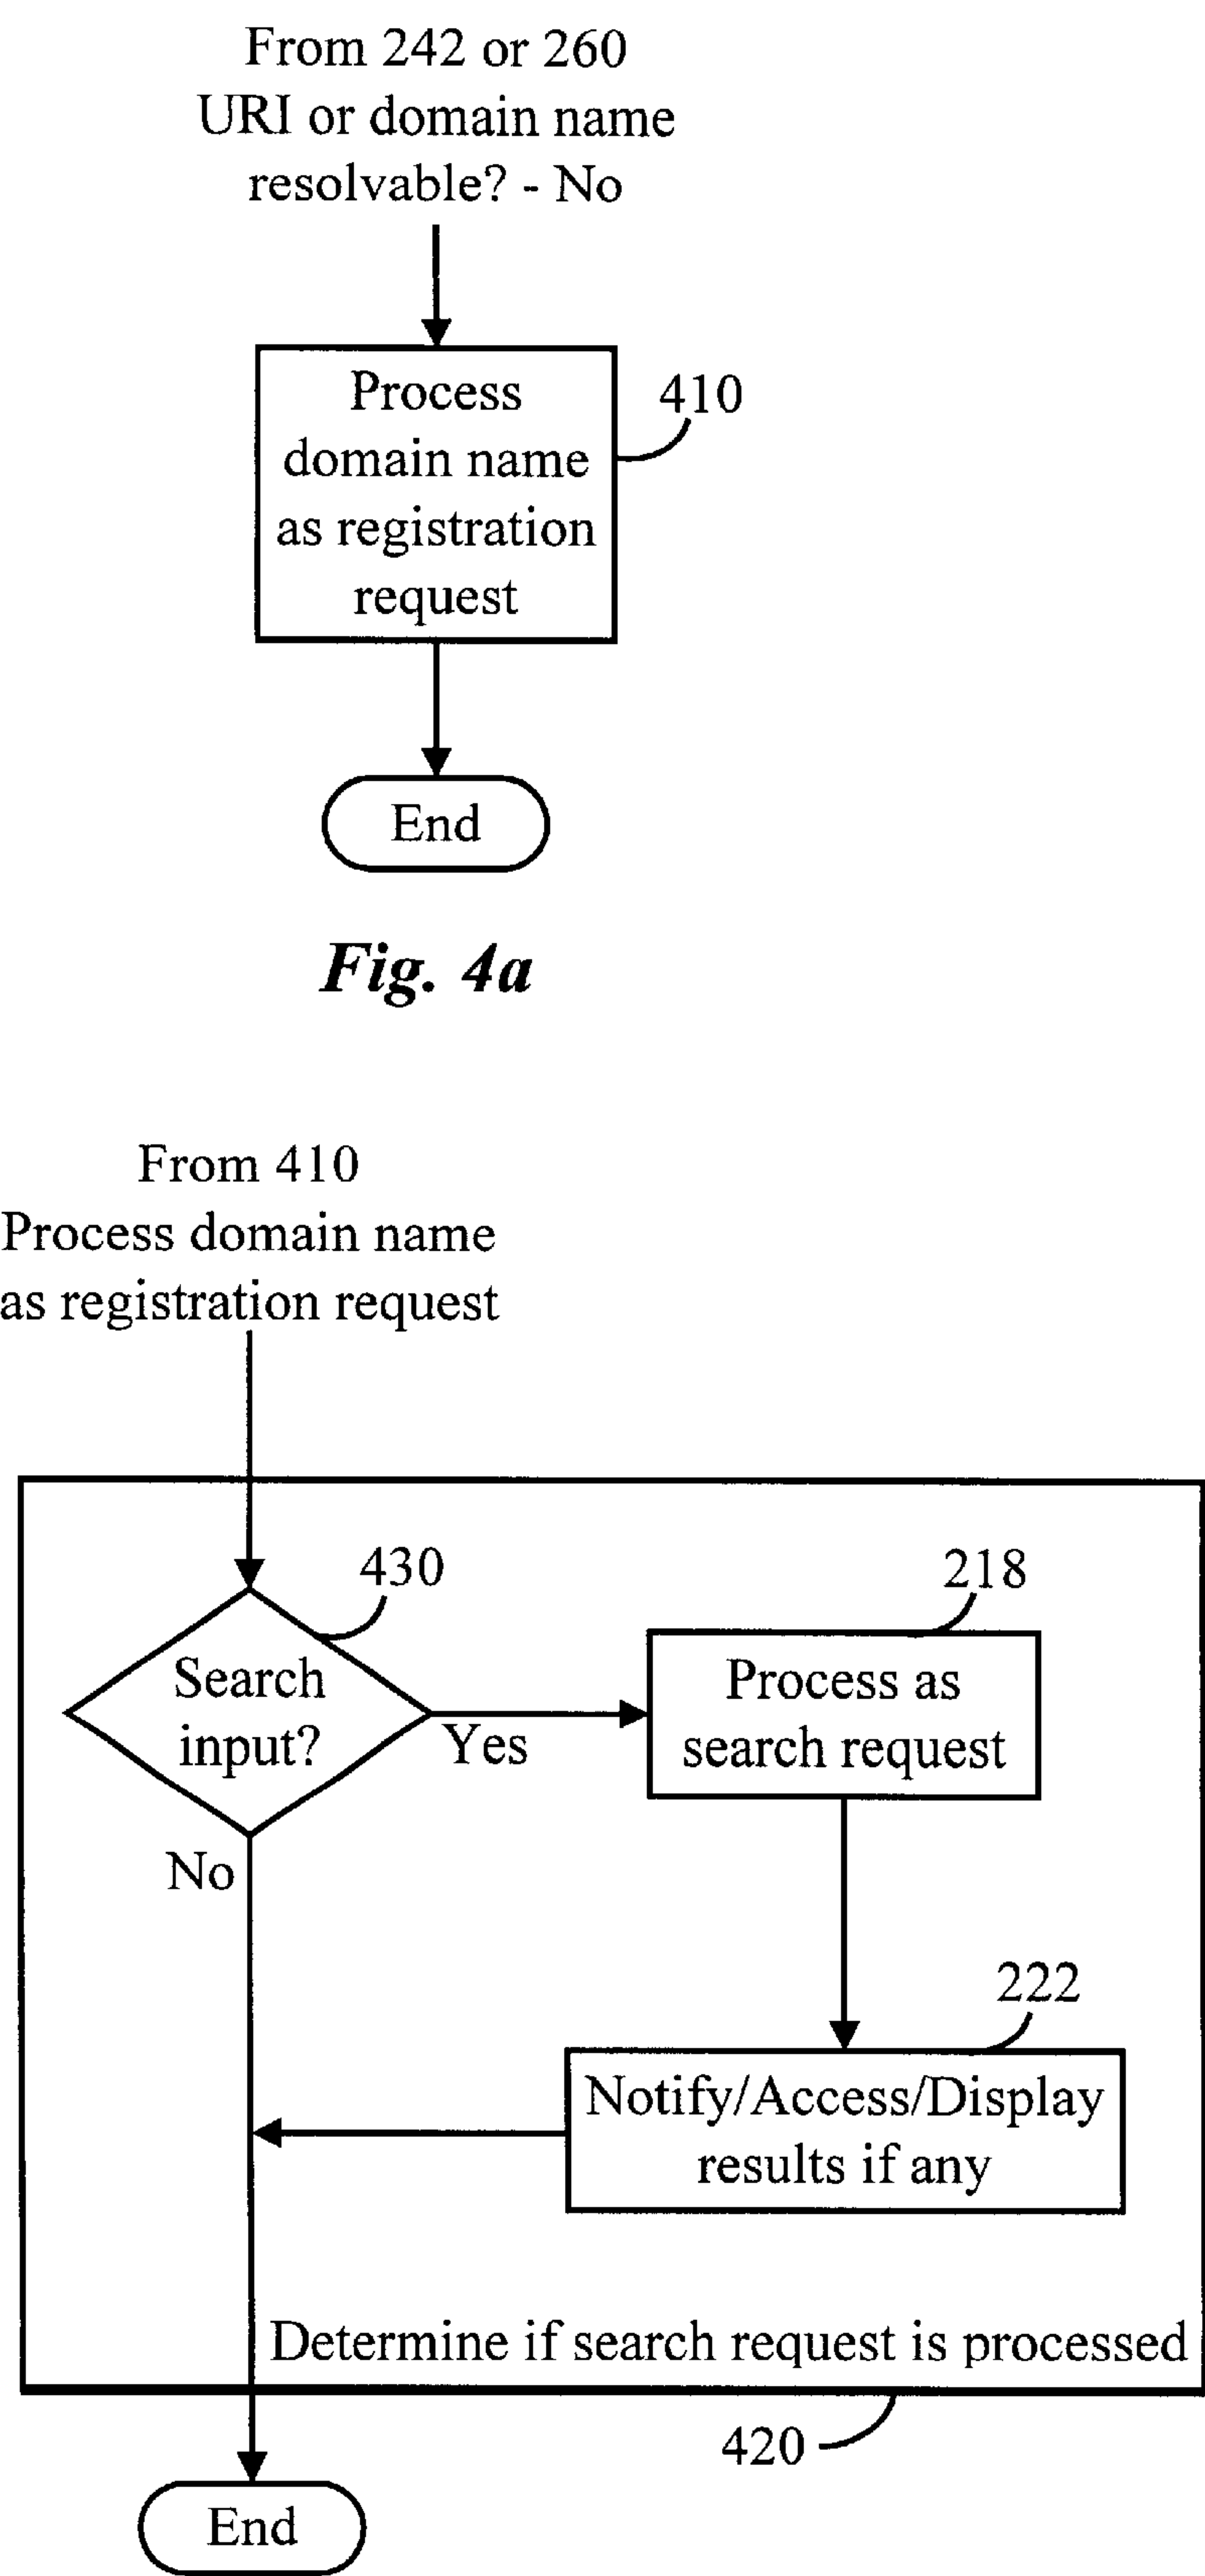 From 242 or 260
URI or domain name
resolvable? - No
Process
domain name
as registration
request
410
End
Fig. 4a
From 410
Process domain name
as registration request
430
Search
input?
Yes
No
218
Process as
search request
222
Notify/Access/Display
results if any
Determine if search request is processed
420
End